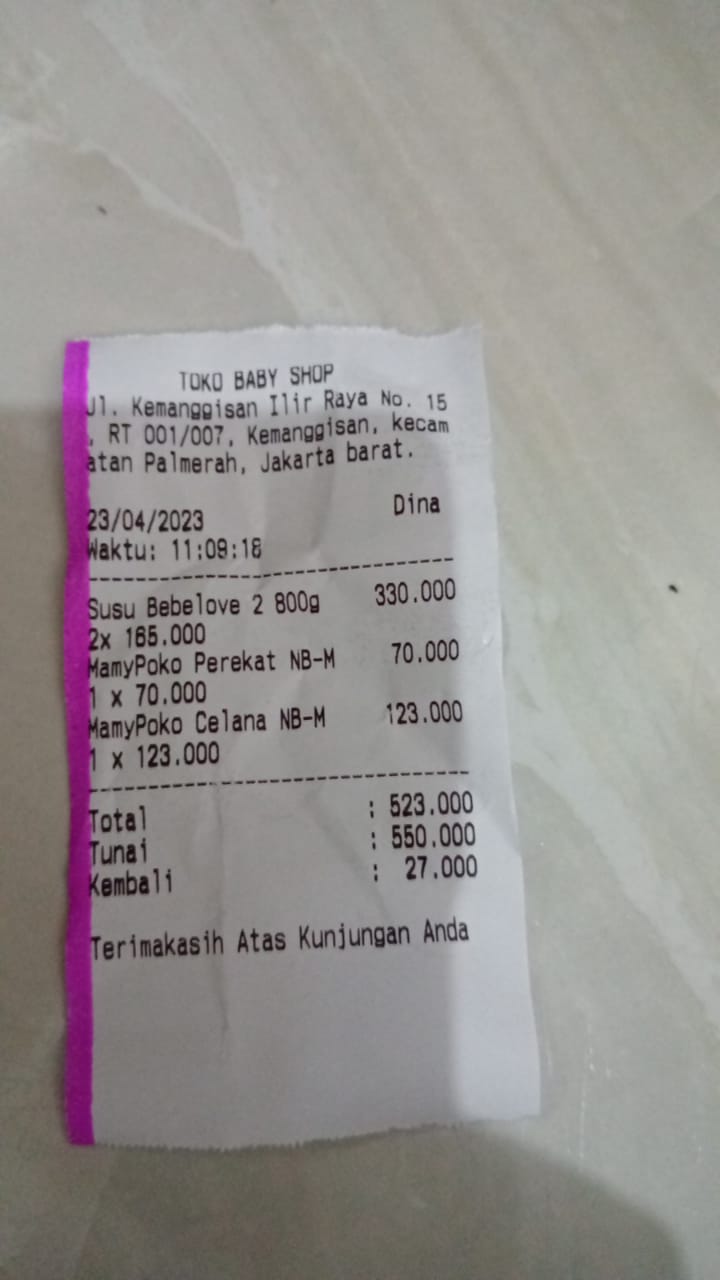 TOKO BABY SHOP
Jl. Kemanggisan Ilir Raya No. 15
, RT 001/007, Kemanggisan, kecam
atan Palmerah, Jakarta barat.
23/04/2023 Dina
Waktu: 11:09:18
--------------------------------
Susu Bebelove 2 800g 330.000
2x 165.000
MamyPoko Perekat NB-M 70.000
1 x 70.000
MamyPoko Celana NB-M 123.000
1 x 123.000
--------------------------------
Total : 523.000
Tunai : 550.000
Kembali : 27.000
Terimakasih Atas Kunjungan Anda